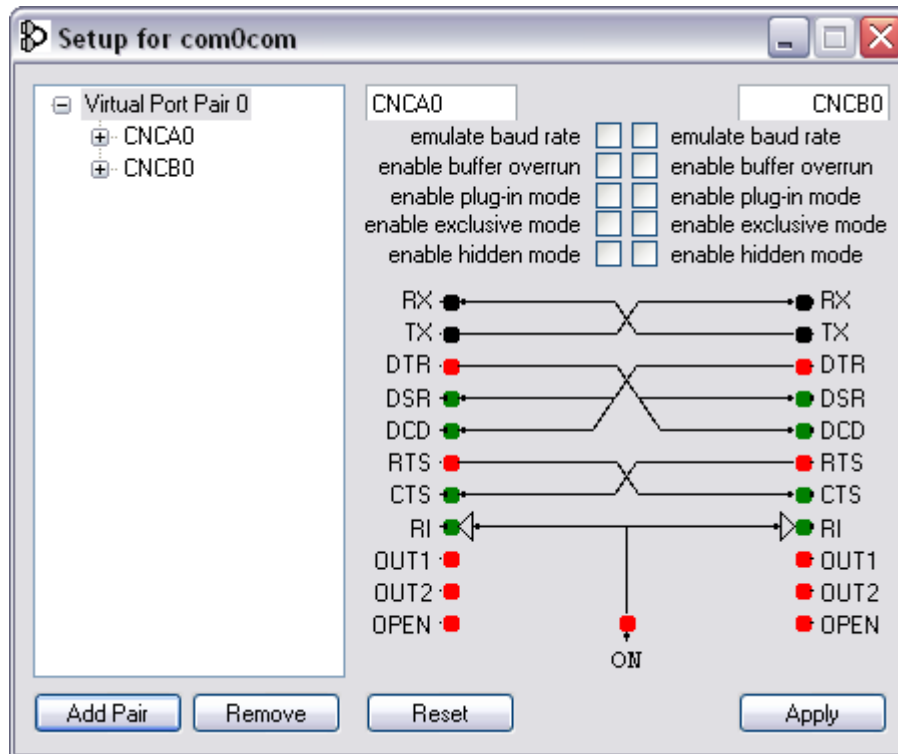 Setup for com0com
Virtual Port Pair 0
CNCA0
CNCB0
CNCA0 CNCB0
emulate baud rate emulate baud rate
enable buffer overrun enable buffer overrun
enable plug-in mode enable plug-in mode
enable exclusive mode enable exclusive mode
enable hidden mode enable hidden mode
RX RX
TX TX
DTR DTR
DSR DSR
DCD DCD
RTS RTS
CTS CTS
RI RI
OUT1 OUT1
OUT2 OUT2
OPEN OPEN
ON
Add Pair Remove Reset Apply